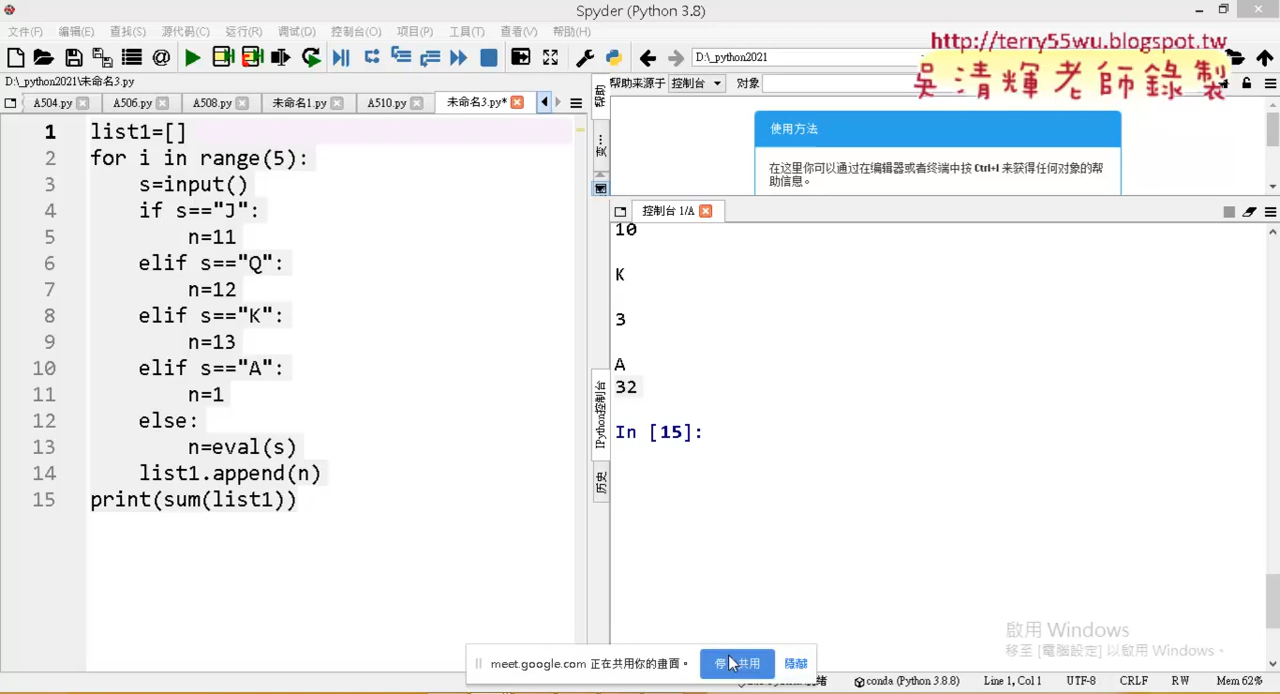 Spyder (Python 3.8)
文件(F) 编辑(E) 查找(S) 源代码(C) 运行(R) 调试(D) 控制台(O) 项目(P) 工具(T) 查看(V) 帮助(H)
http://terry55wu.blogspot.tw
吳清輝老師錄製
D:\_python2021
D:\_python2021\未命名3.py
帮助来源于 控制台 对象
A504.py A506.py A508.py 未命名1.py A510.py 未命名3.py*
帮助
使用方法
在这里你可以通过在编辑器或者终端中按 Ctrl+I 来获得任何对象的帮
助信息。
控制台 1/A
1 list1=[]
2 for i in range(5):
3 s=input()
4 if s=="J":
5 n=11
6 elif s=="Q":
7 n=12
8 elif s=="K":
9 n=13
10 elif s=="A":
11 n=1
12 else:
13 n=eval(s)
14 list1.append(n)
15 print(sum(list1))
10
K
3
A
32
In [15]:
IPython控制台
历史
啟用 Windows
移至 [電腦設定] 以啟用 Windows。
meet.google.com 正在共用你的畫面。 停 共用 隱藏
conda (Python 3.8.8) Line 1, Col 1 UTF-8 CRLF RW Mem 62%